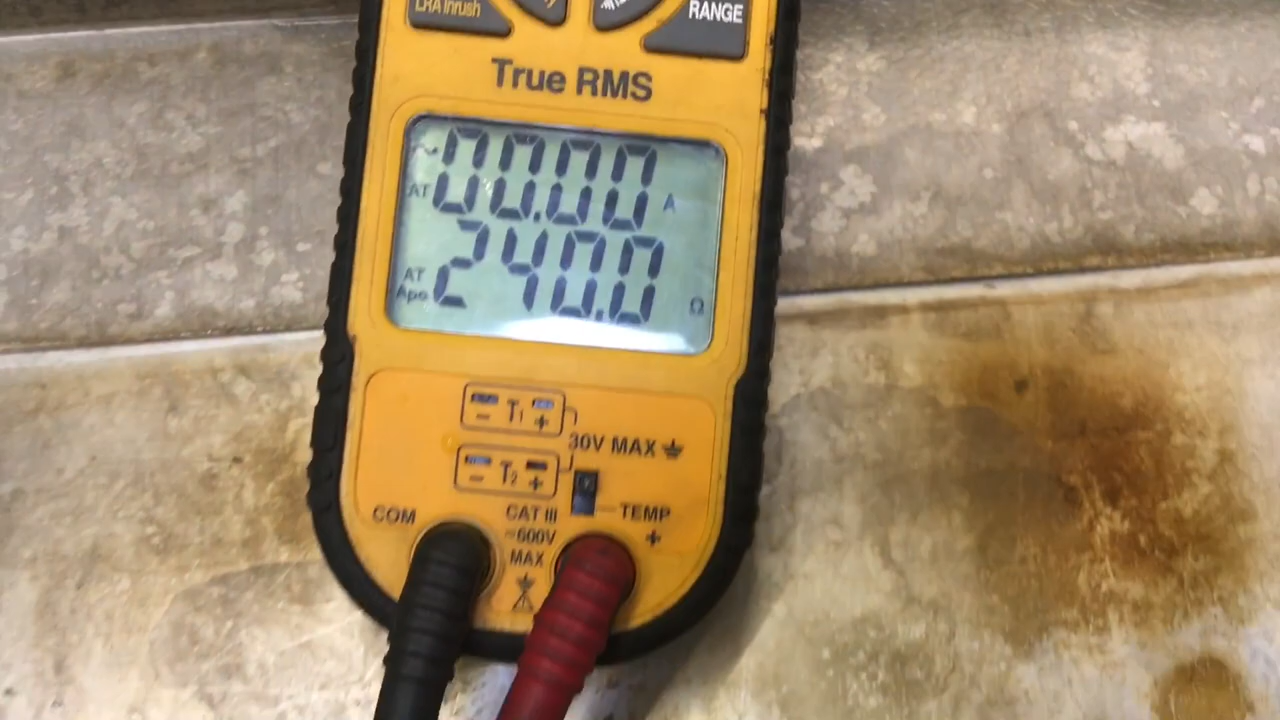 LRA Inrush
RANGE
True RMS
~ 00.00 A
AT
240.0 Ω
AT
Apo
- T1 +
30V MAX
- T2 +
COM
CAT III
TEMP
~600V
+
MAX